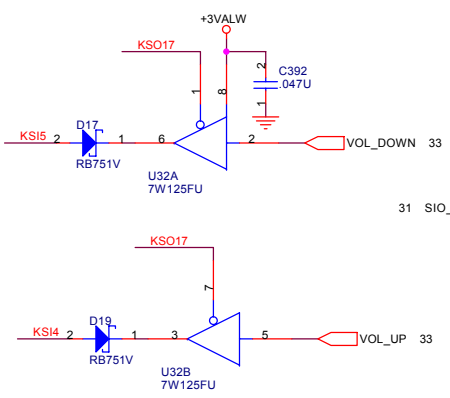 +3VALW
KSO17
2
C392
.047U
1
1
8
D17
KSI5 2 1 6 2 VOL_DOWN 33
RB751V
U32A
7W125FU
31 SIO_
KSO17
7
D19
KSI4 2 1 3 5 VOL_UP 33
RB751V
U32B
7W125FU